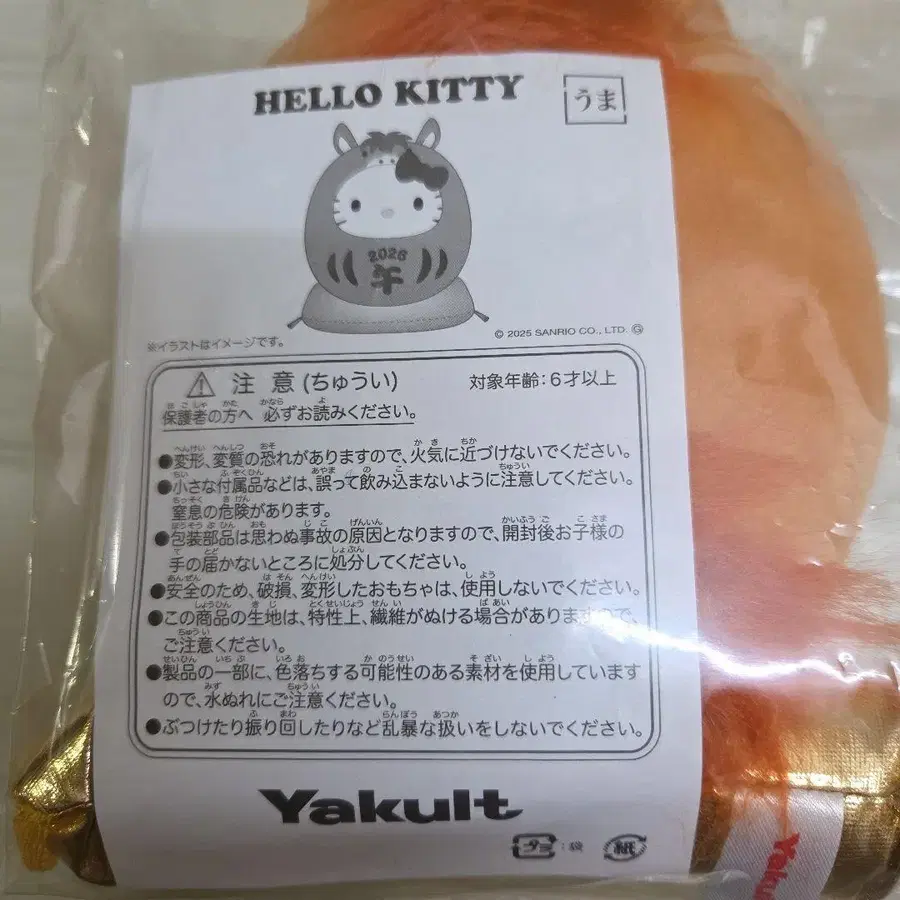 HELLO KITTY
うま
2026
午
© 2025 SANRIO CO., LTD. Ⓖ
※イラストはイメージです。
注意(ちゅうい) 対象年齢:6才以上
保護者の方へ 必ずお読みください。
●変形、変質の恐れがありますので、火気に近づけないでください。
●小さな付属品などは、誤って飲み込まないように注意してください。
窒息の危険があります。
●包装部品は思わぬ事故の原因となりますので、開封後お子様の
手の届かないところに処分してください。
●安全のため、破損、変形したおもちゃは、使用しないでください。
●この商品の生地は、特性上、繊維がぬける場合がありますので、
ご注意ください。
●製品の一部に、色落ちする可能性のある素材を使用しています
ので、水ぬれにご注意ください。
●ぶつけたり振り回したりなど乱暴な扱いをしないでください。
Yakult
プラ:袋 紙
Yaku